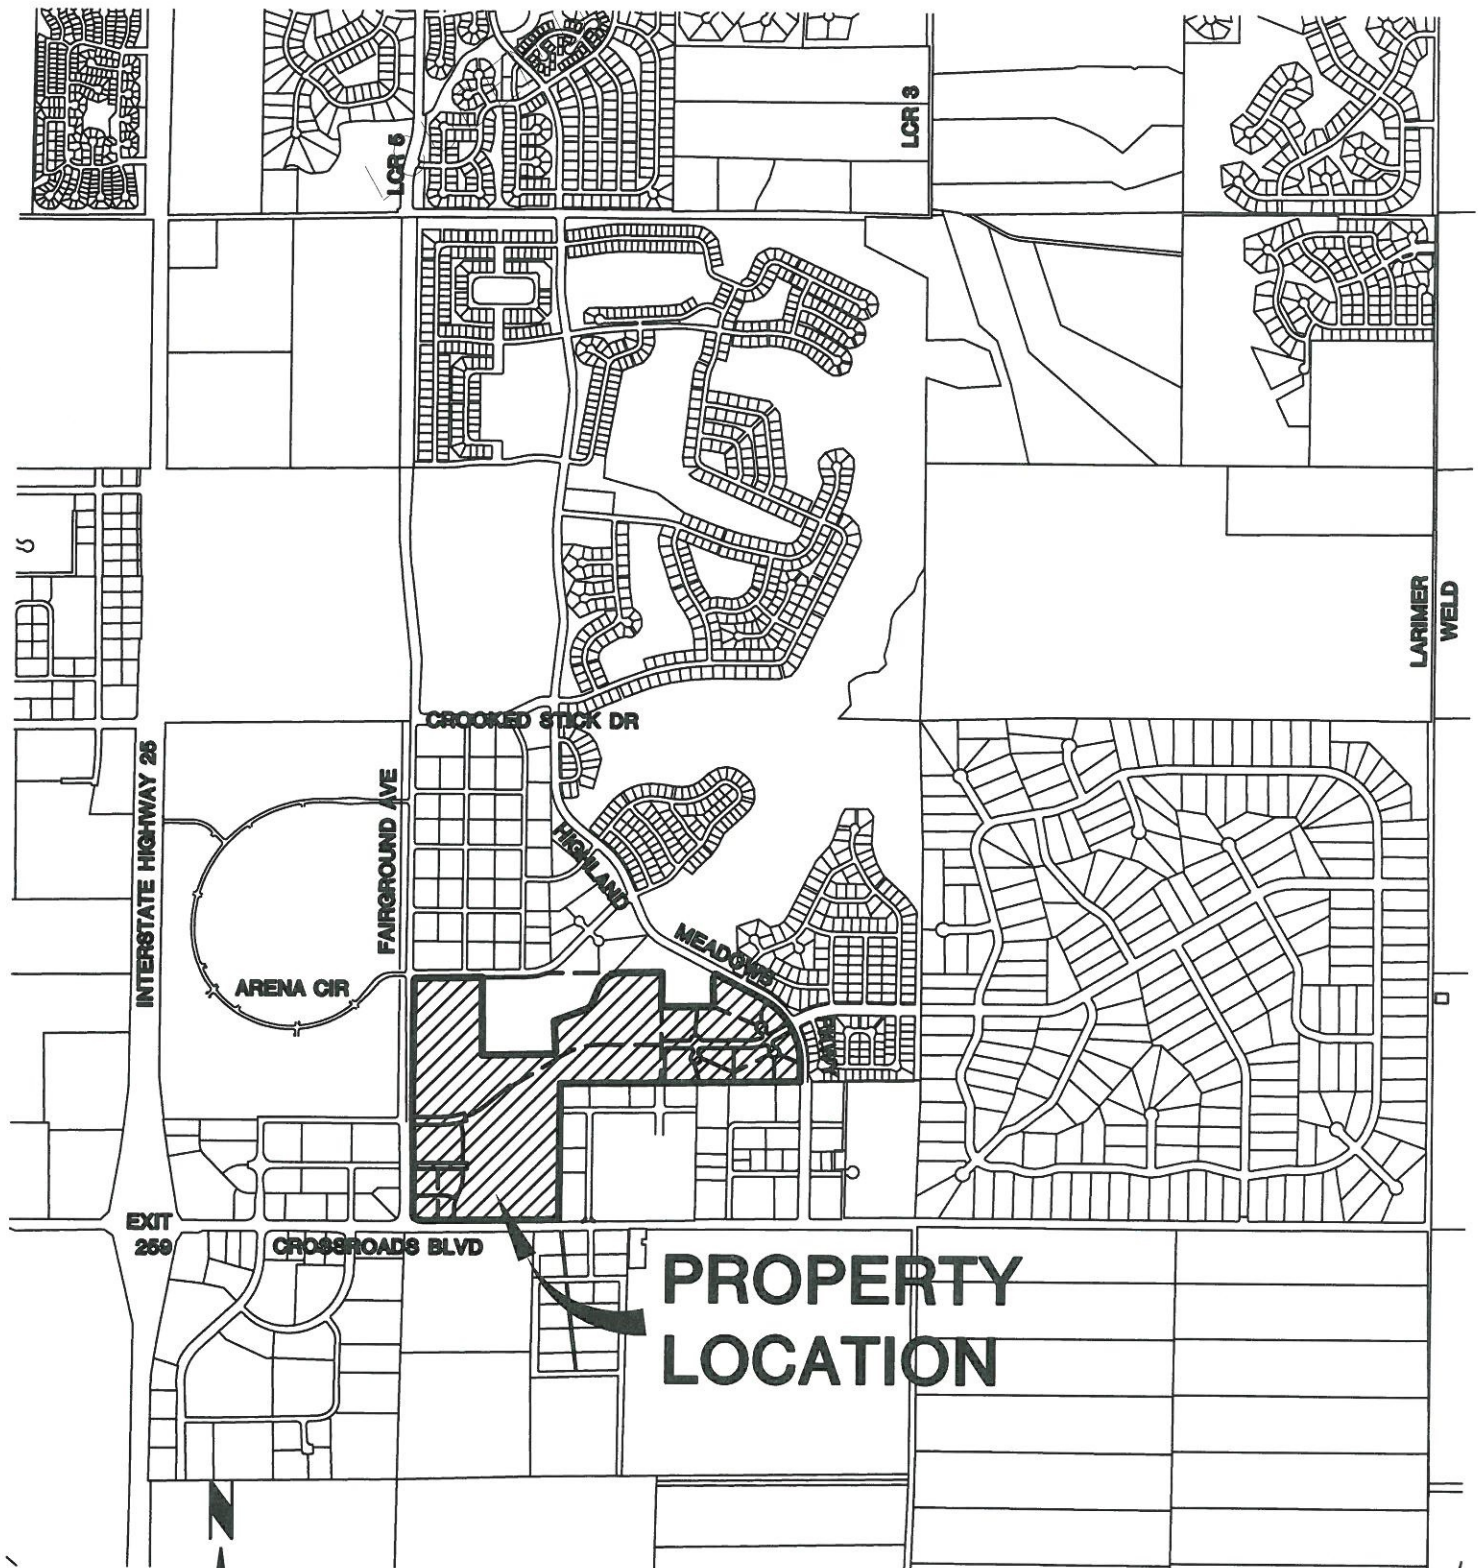 LCR 5
LCR 3
LARIMER
WELD
CROOKED STICK DR
INTERSTATE HIGHWAY 25
FAIRGROUND AVE
HIGHLAND
MEADOWS
PKWY
ARENA CIR
EXIT
259
CROSSROADS BLVD
PROPERTY
LOCATION
N